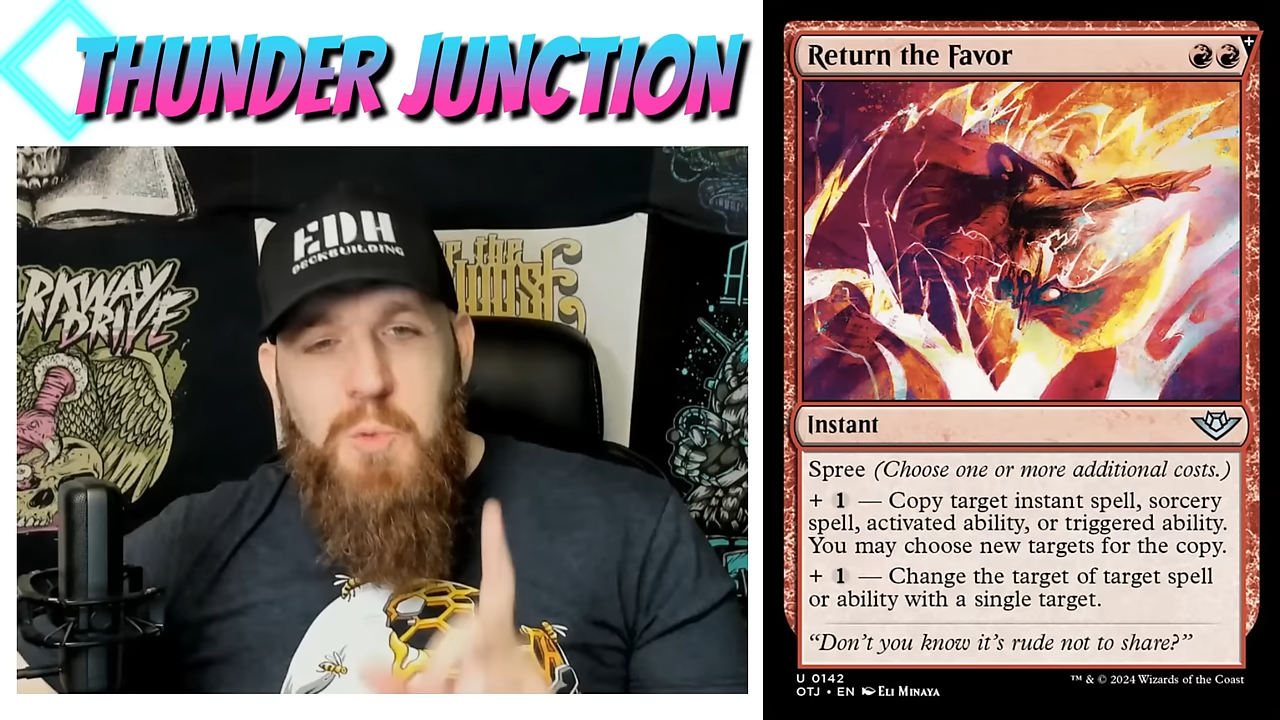 THUNDER JUNCTION
EDH
DECKBUILDING
the
PARKWAY
DRIVE
Return the Favor
Instant
Spree (Choose one or more additional costs.)
+ 1 — Copy target instant spell, sorcery
spell, activated ability, or triggered ability.
You may choose new targets for the copy.
+ 1 — Change the target of target spell
or ability with a single target.
“Don’t you know it’s rude not to share?”
U 0142
OTJ • EN Eli Minaya
™ & © 2024 Wizards of the Coast